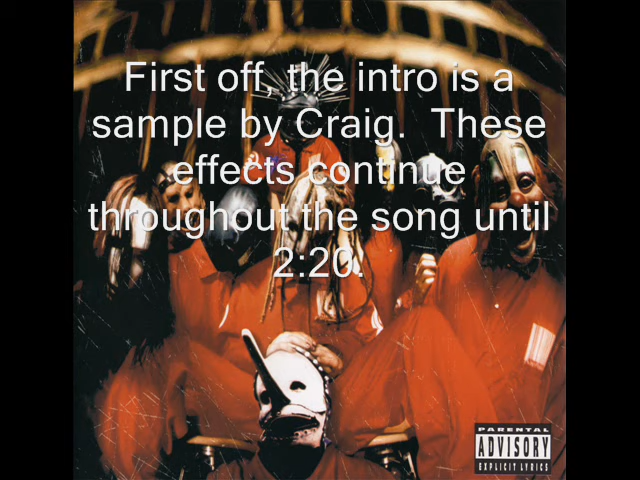 First off, the intro is a
sample by Craig.  These
effects continue
throughout the song until
2:20.
PARENTAL
ADVISORY
EXPLICIT LYRICS